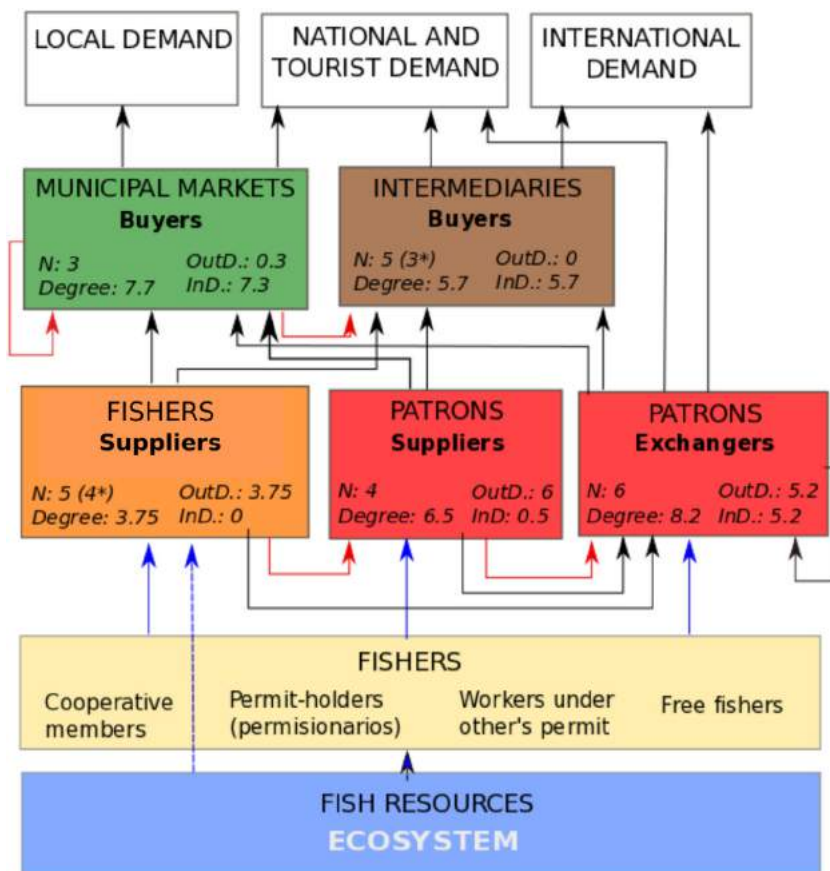 LOCAL DEMAND
NATIONAL AND
TOURIST DEMAND
INTERNATIONAL
DEMAND
MUNICIPAL MARKETS
Buyers
N: 3 OutD.: 0.3
Degree: 7.7 InD.: 7.3
INTERMEDIARIES
Buyers
N: 5 (3*) OutD.: 0
Degree: 5.7 InD.: 5.7
FISHERS
Suppliers
N: 5 (4*) OutD.: 3.75
Degree: 3.75 InD.: 0
PATRONS
Suppliers
N: 4 OutD.: 6
Degree: 6.5 InD: 0.5
PATRONS
Exchangers
N: 6 OutD.: 5.2
Degree: 8.2 InD.: 5.2
FISHERS
Cooperative
members
Permit-holders
(permisionarios)
Workers under
other's permit
Free fishers
FISH RESOURCES
ECOSYSTEM